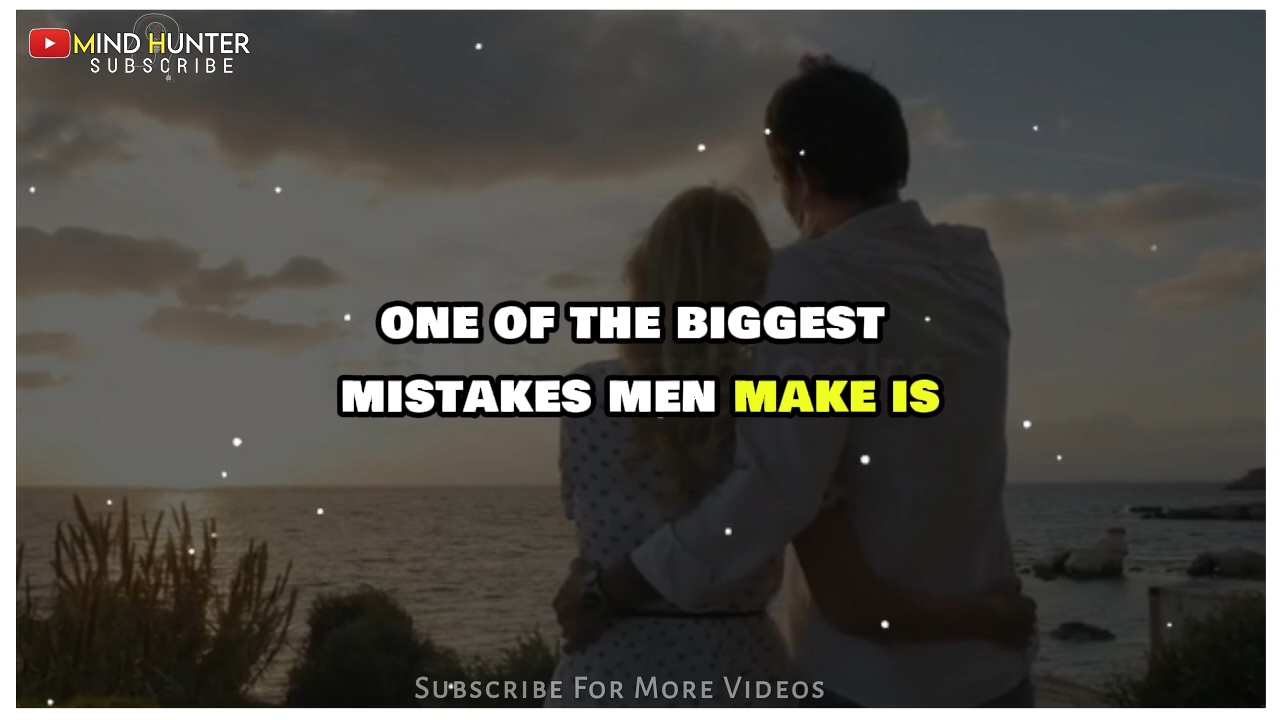 MIND HUNTER
SUBSCRIBE
ONE OF THE BIGGEST
MISTAKES MEN MAKE IS
SUBSCRIBE FOR MORE VIDEOS